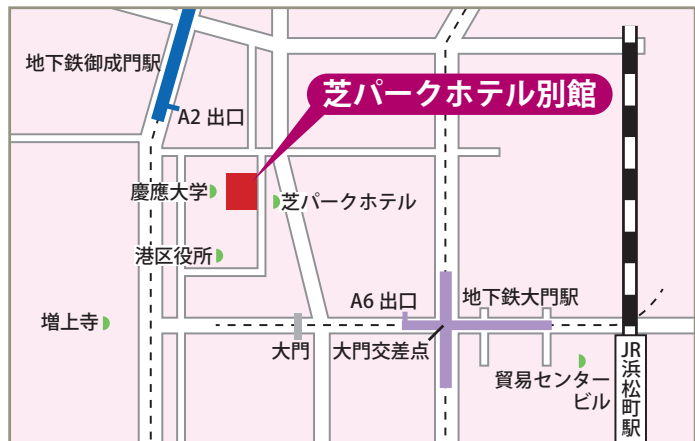 地下鉄御成門駅
芝パークホテル別館
A2 出口
慶應大学
芝パークホテル
港区役所
A6 出口
地下鉄大門駅
増上寺
大門
大門交差点
JR浜松町駅
貿易センター
ビル